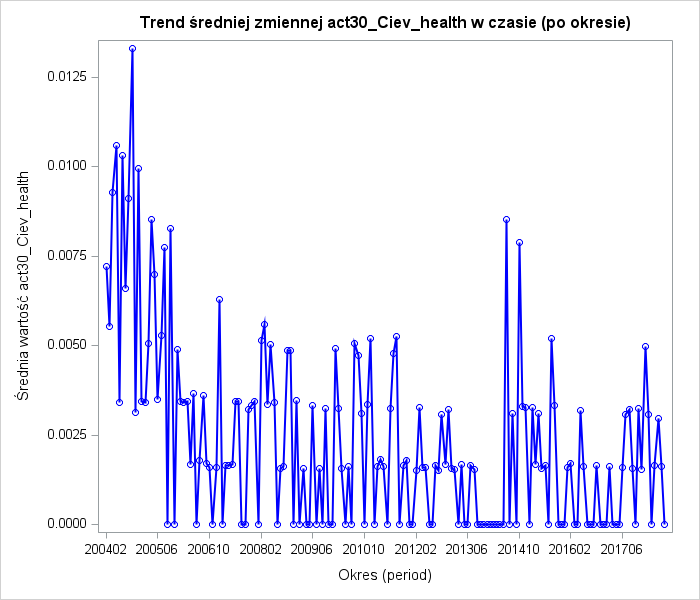 Trend średniej zmiennej act30_Ciev_health w czasie (po okresie)
Średnia wartość act30_Ciev_health
0.0125
0.0100
0.0075
0.0050
0.0025
0.0000
200402 200506 200610 200802 200906 201010 201202 201306 201410 201602 201706
Okres (period)